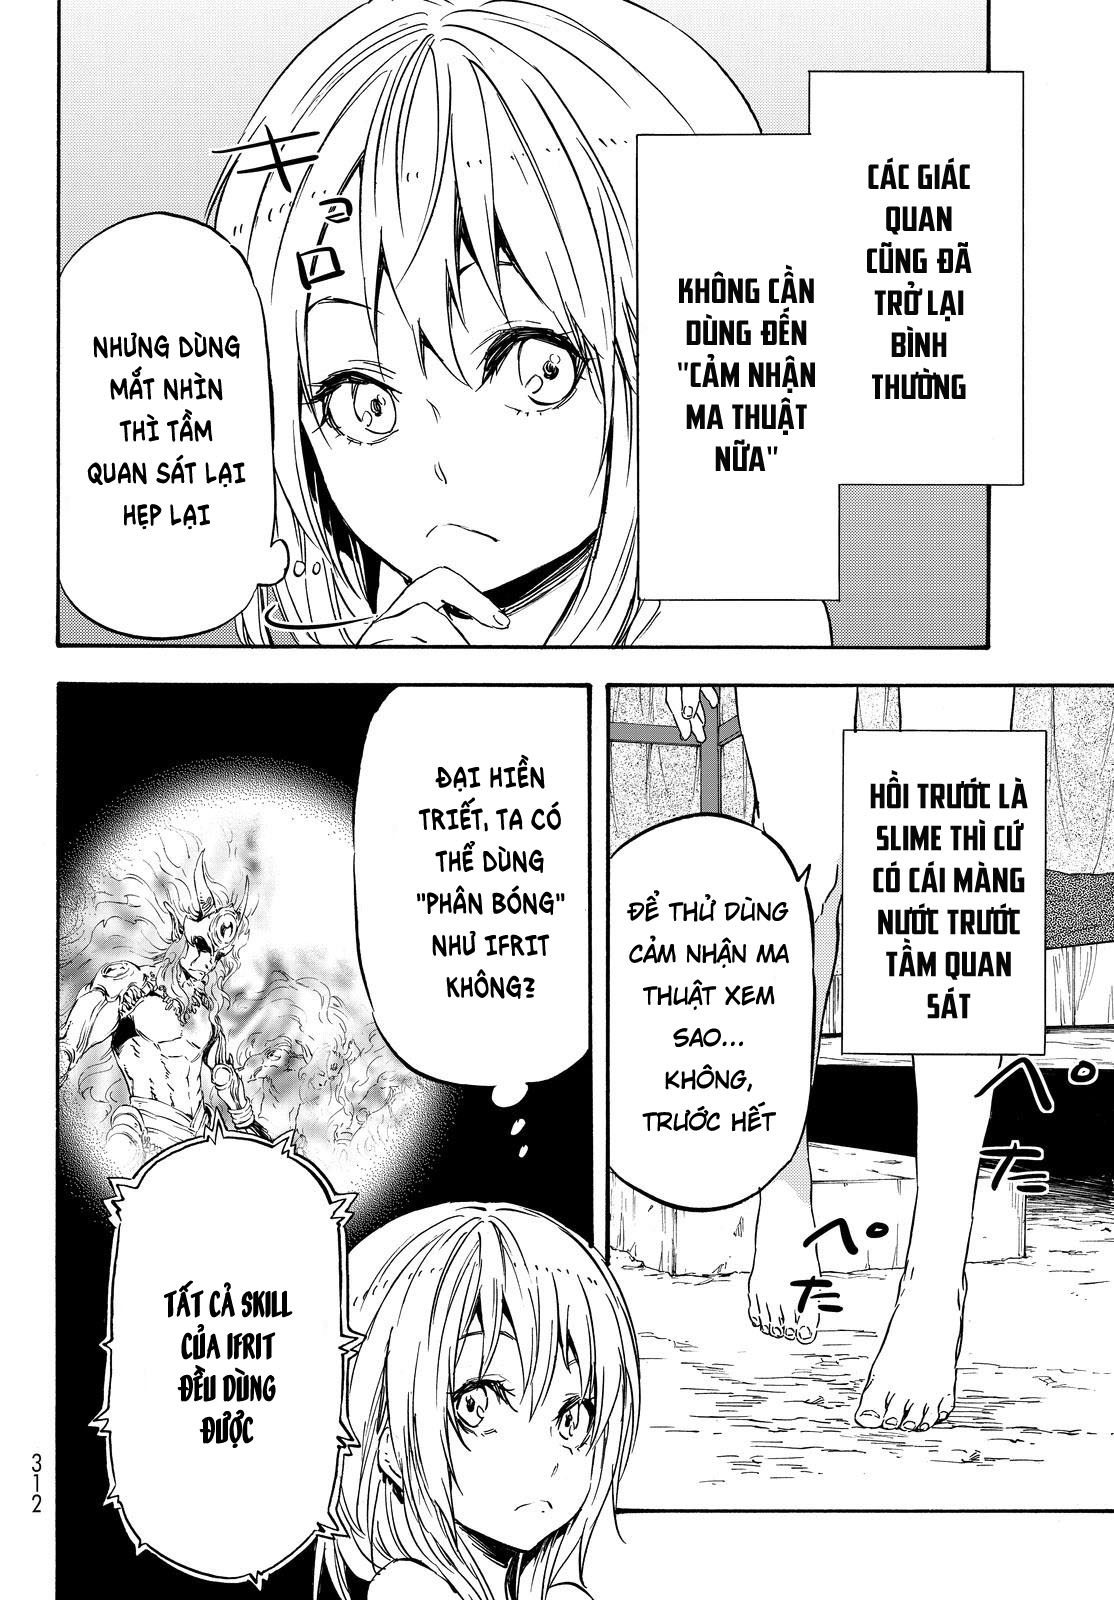 CÁC GIÁC
QUAN
CŨNG ĐÃ
TRỞ LẠI
BÌNH
THƯỜNG
KHÔNG CẦN
DÙNG ĐẾN
"CẢM NHẬN
MA THUẬT
NỮA"
キョロ
NHƯNG DÙNG
MẮT NHÌN
THÌ TẦM
QUAN SÁT LẠI
HẸP LẠI
HỒI TRƯỚC LÀ
SLIME THÌ CỨ
CÓ CÁI MÀNG
NƯỚC TRƯỚC
TẦM QUAN
SÁT
ĐỂ THỬ DÙNG
CẢM NHẬN MA
THUẬT XEM
SAO...
KHÔNG,
TRƯỚC HẾT
ぺた
ぺた
ĐẠI HIỀN
TRIẾT, TA CÓ
THỂ DÙNG
"PHÂN BÓNG"
NHƯ IFRIT
KHÔNG?
TẤT CẢ SKILL
CỦA IFRIT
ĐỀU DÙNG
ĐƯỢC
312